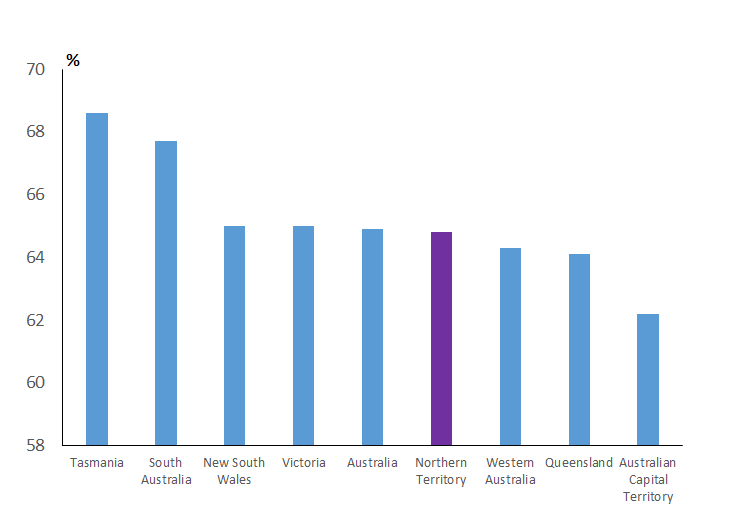 %
70
68
66
64
62
60
58
Tasmania
South
Australia
New South
Wales
Victoria
Australia
Northern
Territory
Western
Australia
Queensland
Australian
Capital
Territory